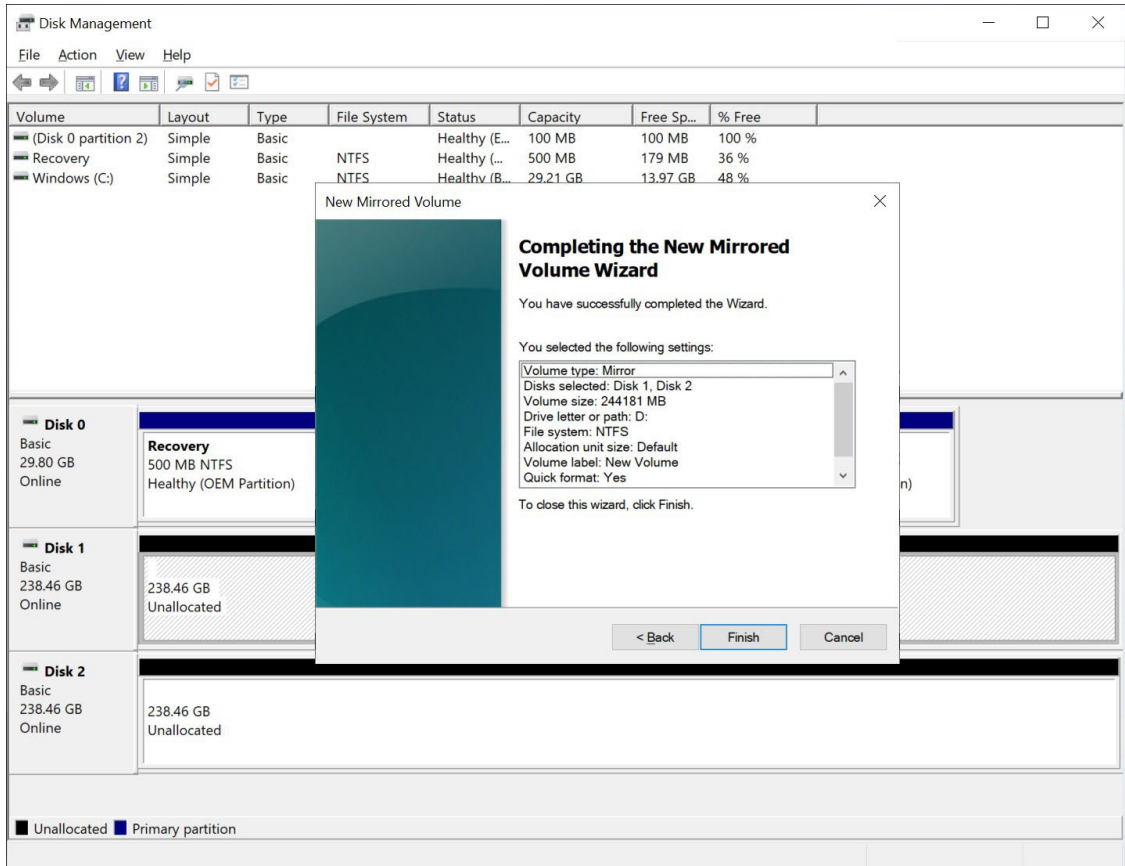 Disk Management
File Action View Help
Volume Layout Type File System Status Capacity Free Sp... % Free
(Disk 0 partition 2) Simple Basic Healthy (E... 100 MB 100 MB 100 %
Recovery Simple Basic NTFS Healthy (... 500 MB 179 MB 36 %
Windows (C:) Simple Basic NTFS Healthy (B... 29.21 GB 13.97 GB 48 %
New Mirrored Volume
Completing the New Mirrored
Volume Wizard
You have successfully completed the Wizard.
You selected the following settings:
Volume type: Mirror
Disks selected: Disk 1, Disk 2
Volume size: 244181 MB
Drive letter or path: D:
File system: NTFS
Allocation unit size: Default
Volume label: New Volume
Quick format: Yes
To close this wizard, click Finish.
< Back Finish Cancel
Disk 0
Basic
29.80 GB
Online
Recovery
500 MB NTFS
Healthy (OEM Partition)
n)
Disk 1
Basic
238.46 GB
Online
238.46 GB
Unallocated
Disk 2
Basic
238.46 GB
Online
238.46 GB
Unallocated
Unallocated Primary partition